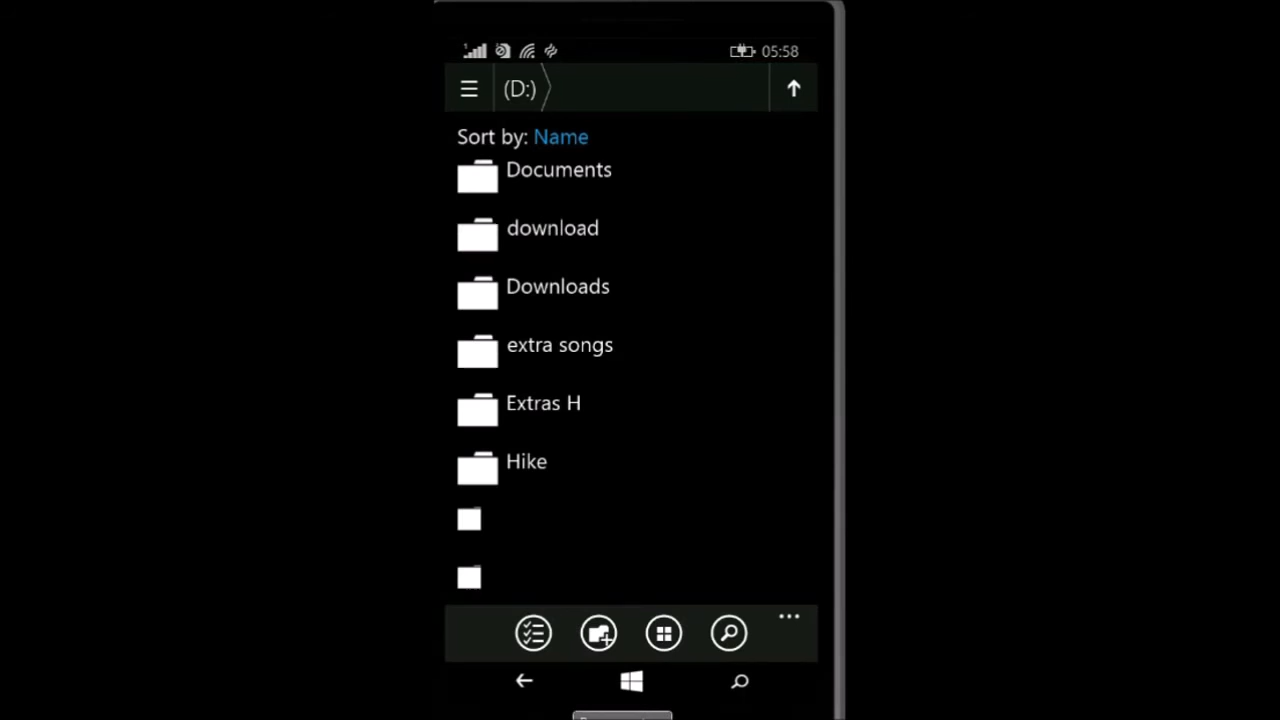 05:58
(D:)
Sort by: Name
Documents
download
Downloads
extra songs
Extras H
Hike